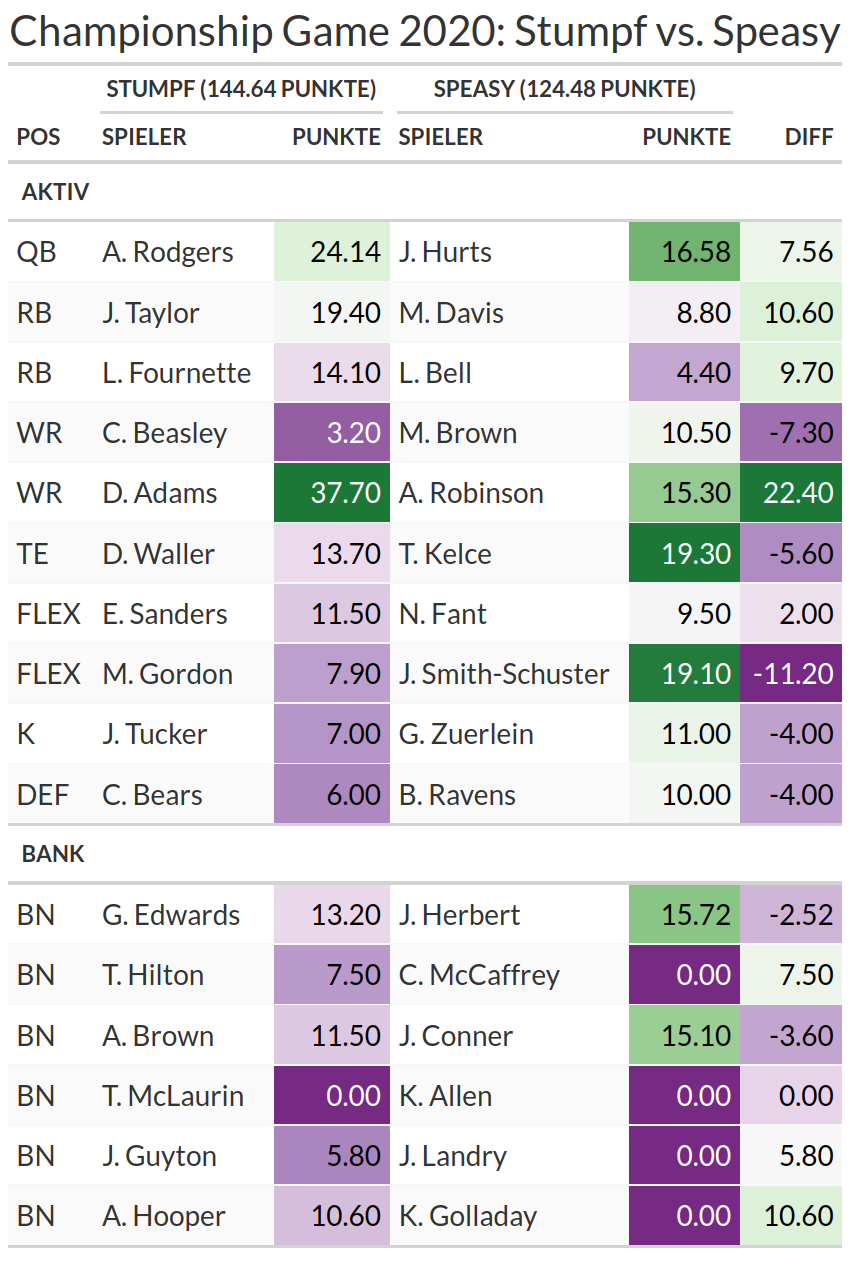 Championship Game 2020: Stumpf vs. Speasy
STUMPF (144.64 PUNKTE) SPEASY (124.48 PUNKTE)
POS SPIELER PUNKTE SPIELER PUNKTE DIFF
AKTIV
QB A. Rodgers 24.14 J. Hurts 16.58 7.56
RB J. Taylor 19.40 M. Davis 8.80 10.60
RB L. Fournette 14.10 L. Bell 4.40 9.70
WR C. Beasley 3.20 M. Brown 10.50 -7.30
WR D. Adams 37.70 A. Robinson 15.30 22.40
TE D. Waller 13.70 T. Kelce 19.30 -5.60
FLEX E. Sanders 11.50 N. Fant 9.50 2.00
FLEX M. Gordon 7.90 J. Smith-Schuster 19.10 -11.20
K J. Tucker 7.00 G. Zuerlein 11.00 -4.00
DEF C. Bears 6.00 B. Ravens 10.00 -4.00
BANK
BN G. Edwards 13.20 J. Herbert 15.72 -2.52
BN T. Hilton 7.50 C. McCaffrey 0.00 7.50
BN A. Brown 11.50 J. Conner 15.10 -3.60
BN T. McLaurin 0.00 K. Allen 0.00 0.00
BN J. Guyton 5.80 J. Landry 0.00 5.80
BN A. Hooper 10.60 K. Golladay 0.00 10.60